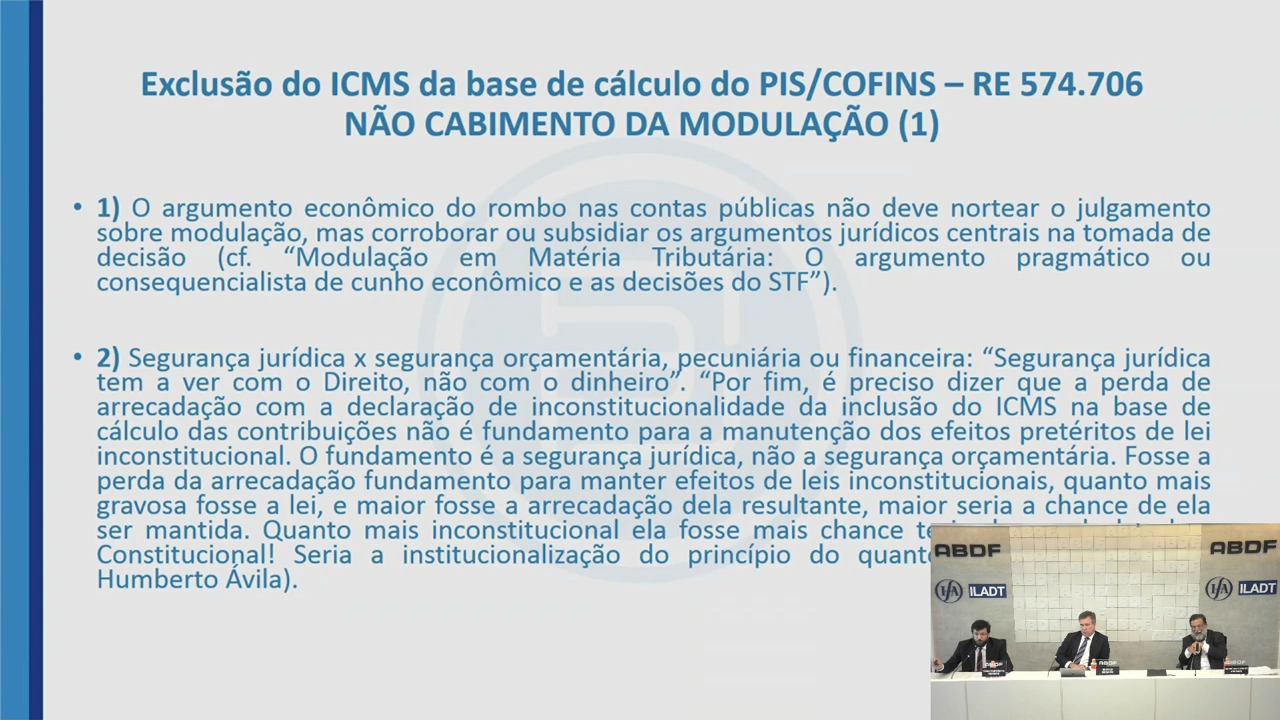 Exclusão do ICMS da base de cálculo do PIS/COFINS – RE 574.706
NÃO CABIMENTO DA MODULAÇÃO (1)
• 1) O argumento econômico do rombo nas contas públicas não deve nortear o julgamento
sobre modulação, mas corroborar ou subsidiar os argumentos jurídicos centrais na tomada de
decisão (cf. “Modulação em Matéria Tributária: O argumento pragmático ou
consequencialista de cunho econômico e as decisões do STF”).
• 2) Segurança jurídica x segurança orçamentária, pecuniária ou financeira: “Segurança jurídica
tem a ver com o Direito, não com o dinheiro”. “Por fim, é preciso dizer que a perda de
arrecadação com a declaração de inconstitucionalidade da inclusão do ICMS na base de
cálculo das contribuições não é fundamento para a manutenção dos efeitos pretéritos de lei
inconstitucional. O fundamento é a segurança jurídica, não a segurança orçamentária. Fosse a
perda da arrecadação fundamento para manter efeitos de leis inconstitucionais, quanto mais
gravosa fosse a lei, e maior fosse a arrecadação dela resultante, maior seria a chance de ela
ser mantida. Quanto mais inconstitucional ela fosse mais chance
Constitucional! Seria a institucionalização do princípio do
Humberto Ávila).
ABDF ABDF
IFA ILADT IFA ILADT
ABDF ABDF ABDF